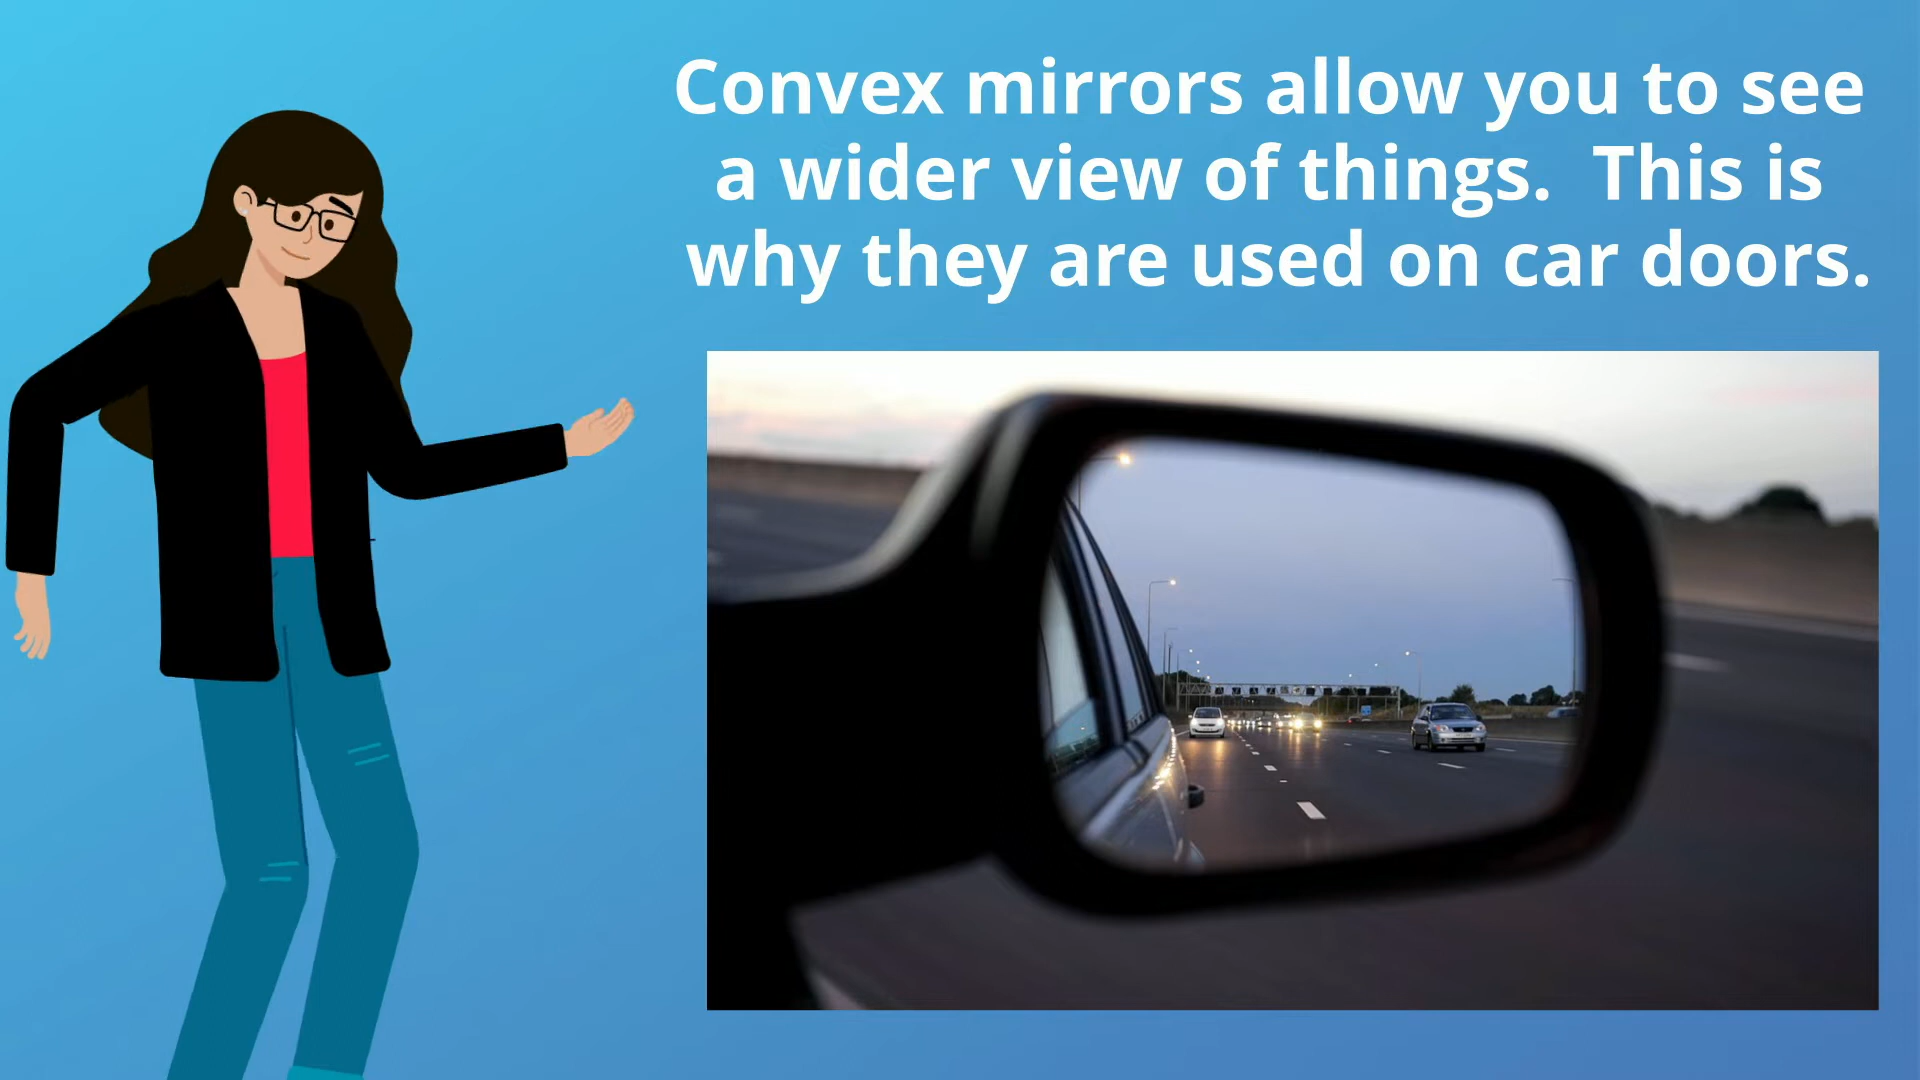 Convex mirrors allow you to see
a wider view of things.  This is
why they are used on car doors.